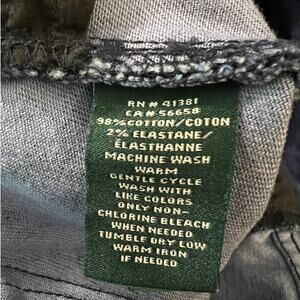 RN # 41381
CA # 56658
98% COTTON/COTON
2% ELASTANE/
ÉLASTHANNE
MACHINE WASH
WARM
GENTLE CYCLE
WASH WITH
LIKE COLORS
ONLY NON-
CHLORINE BLEACH
WHEN NEEDED
TUMBLE DRY LOW
WARM IRON
IF NEEDED